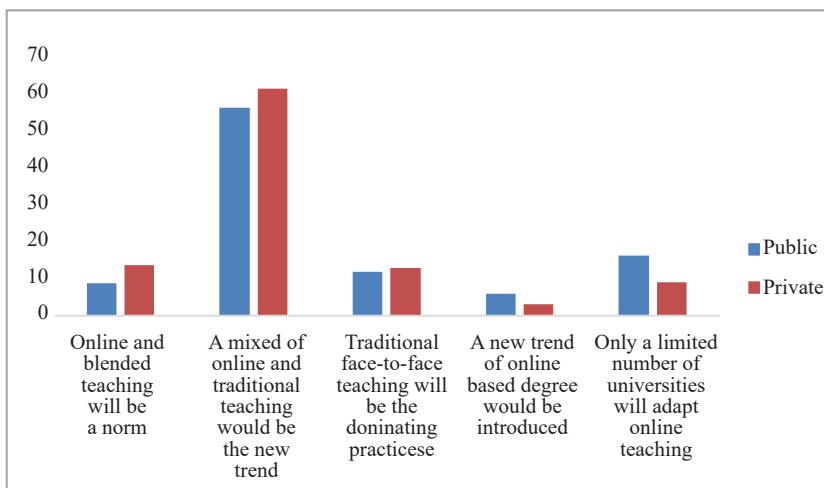 70
60
50
40
30
20
10
0
Public
Private
Online and
blended
teaching
will be
a norm
A mixed of
online and
traditional
teaching
would be
the new
trend
Traditional
face-to-face
teaching will
be the
doninating
practicese
A new trend
of online
based degree
would be
introduced
Only a limited
number of
universities
will adapt
online
teaching